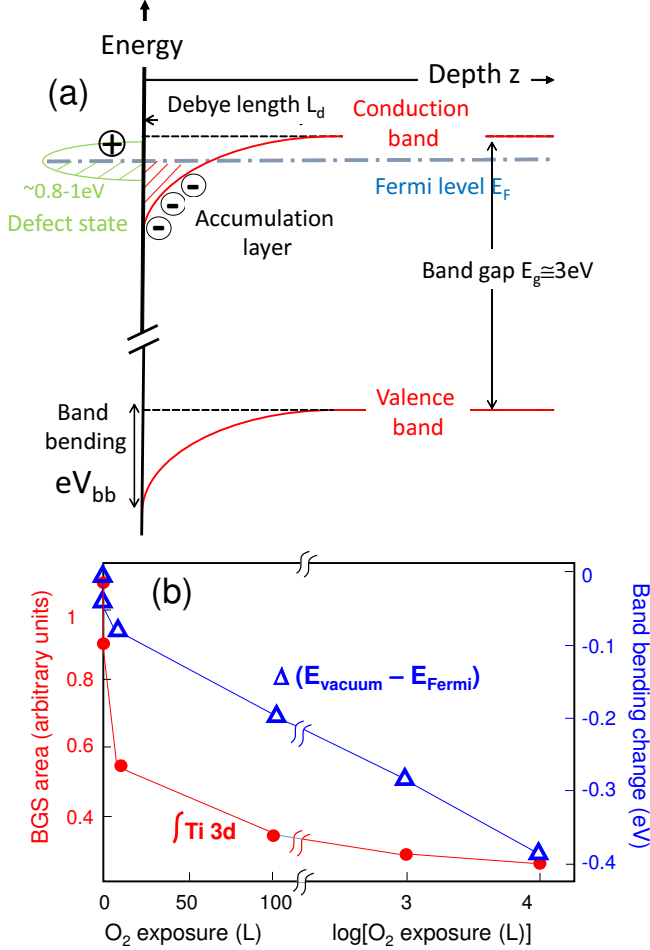 Energy
Depth z
(a)
Debye length L_d
Conduction
band
+
~0.8-1eV
Defect state
Fermi level E_F
-
-
-
Accumulation
layer
Band gap E_g≅3eV
Band
bending
eV_bb
Valence
band
(b)
BGS area (arbitrary units)
1
0.8
0.6
0.4
Δ (E_vacuum – E_Fermi)
∫Ti 3d
0
-0.1
-0.2
-0.3
-0.4
Band bending change
(eV)
0
50
100
3
4
O₂ exposure (L)
log[O₂ exposure (L)]